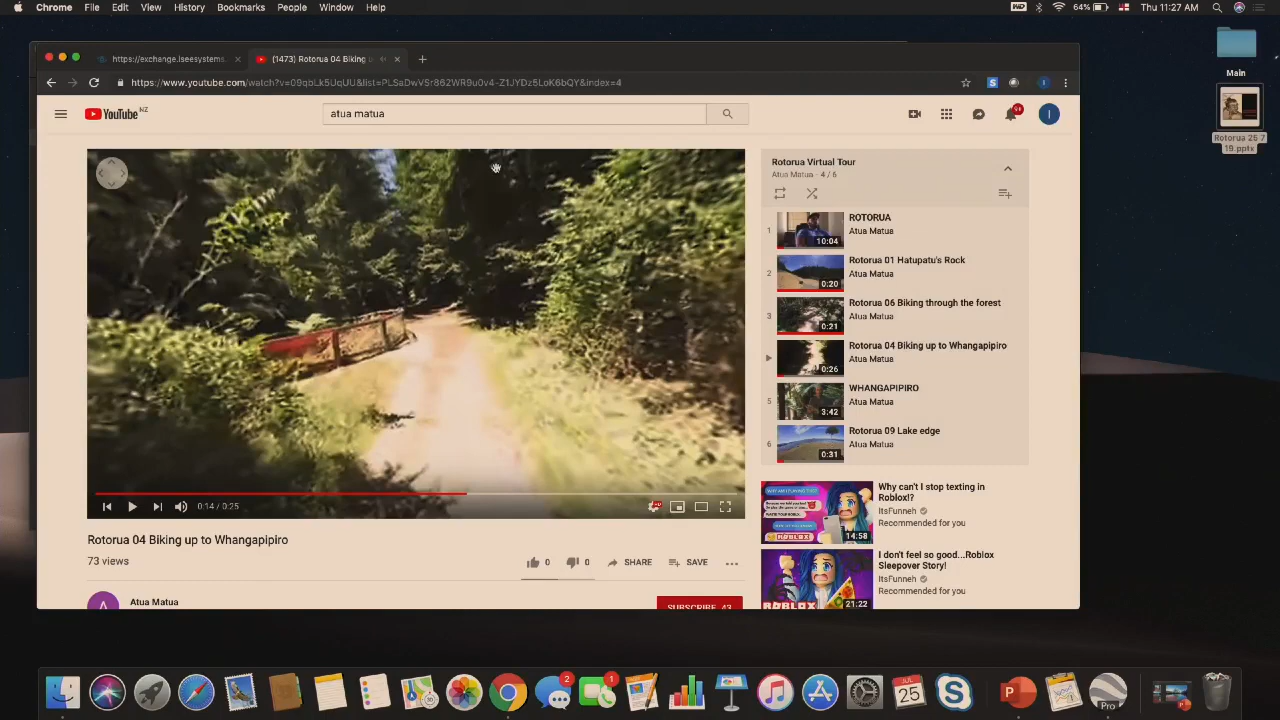 Chrome File Edit View History Bookmarks People Window Help
64% Thu 11:27 AM
https://exchange.iseesystems.
(1473) Rotorua 04 Biking
https://www.youtube.com/watch?v=09qbLk5UqUU&list=PLSaDwVSr862WR9u0v4-Z1JYDz5LoK6bQY&index=4
YouTube NZ
atua matua
Main
Rotorua 25 7
19.pptx
Rotorua Virtual Tour
Atua Matua - 4 / 6
1
10:04
ROTORUA
Atua Matua
2
0:20
Rotorua 01 Hatupatu's Rock
Atua Matua
3
0:21
Rotorua 06 Biking through the forest
Atua Matua
0:26
Rotorua 04 Biking up to Whangapipiro
Atua Matua
5
3:42
WHANGAPIPIRO
Atua Matua
6
0:31
Rotorua 09 Lake edge
Atua Matua
0:14 / 0:25
Rotorua 04 Biking up to Whangapipiro
73 views
0 0 SHARE SAVE
A
Atua Matua
SUBSCRIBE 43
Why can't I stop texting in
Roblox!?
ItsFunneh
Recommended for you
14:58
I don't feel so good...Roblox
Sleepover Story!
ItsFunneh
Recommended for you
ROBLOX
21:22
2
1
JUL
25
Pro